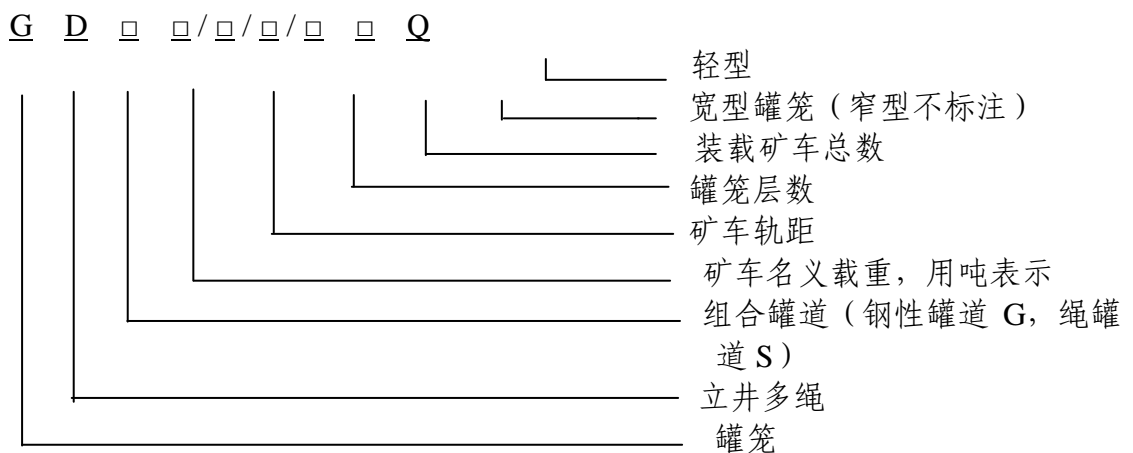 G D □ □/□/□/□ □ Q
轻型
宽型罐笼（窄型不标注）
装载矿车总数
罐笼层数
矿车轨距
矿车名义载重，用吨表示
组合罐道（钢性罐道 G，绳罐
道 S）
立井多绳
罐笼